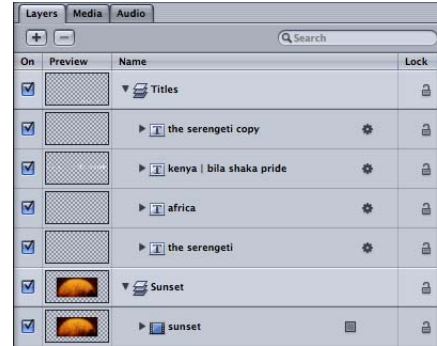 Layers Media Audio
Search
On Preview Name Lock
Titles
the serengeti copy
kenya | bila shaka pride
africa
the serengeti
Sunset
sunset